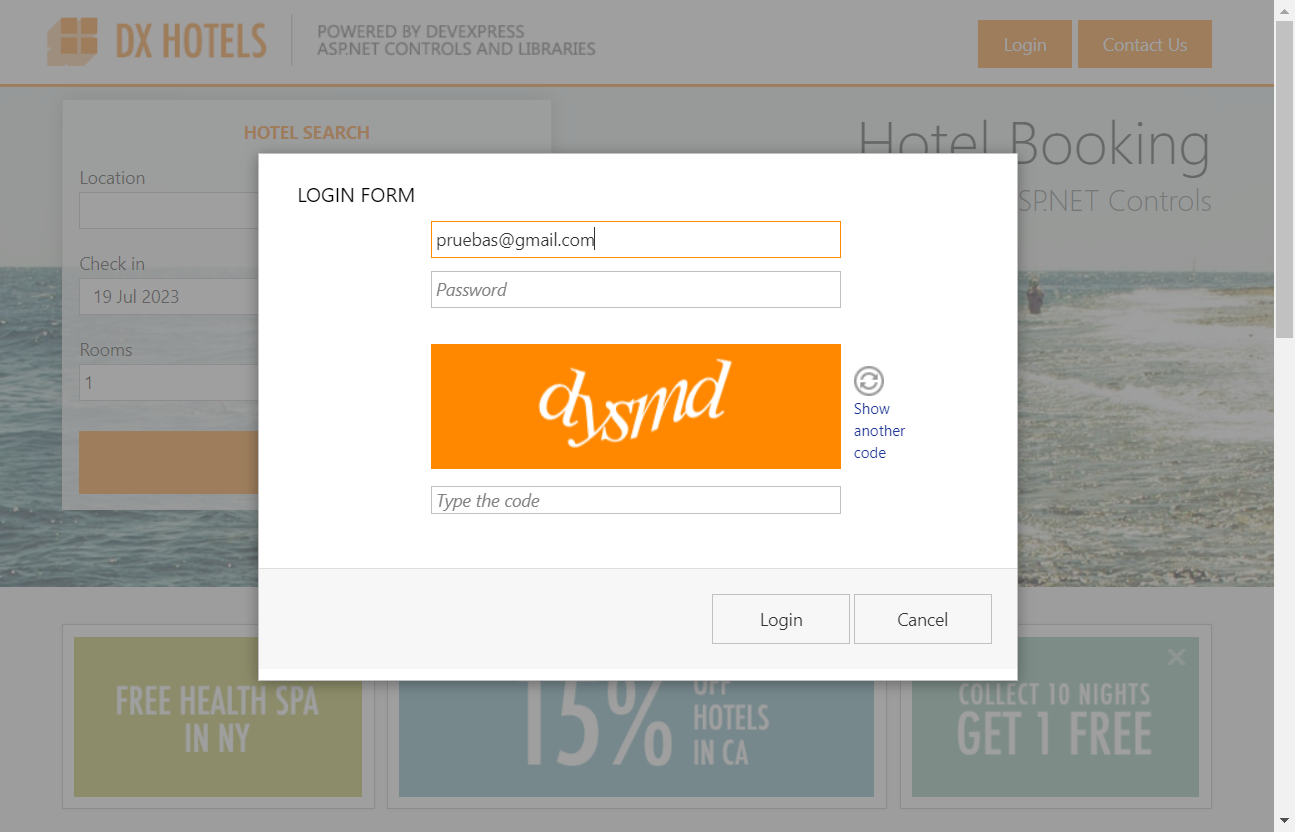 DX HOTELS
POWERED BY DEVEXPRESS
ASP.NET CONTROLS AND LIBRARIES
Login
Contact Us
HOTEL SEARCH
Location
Check in
19 Jul 2023
Rooms
1
Hotel Booking
ASP.NET Controls
LOGIN FORM
pruebas@gmail.com
Password
dysmd
Show
another
code
Type the code
Login
Cancel
FREE HEALTH SPA
IN NY
15%
OFF
HOTELS
IN CA
COLLECT 10 NIGHTS
GET 1 FREE